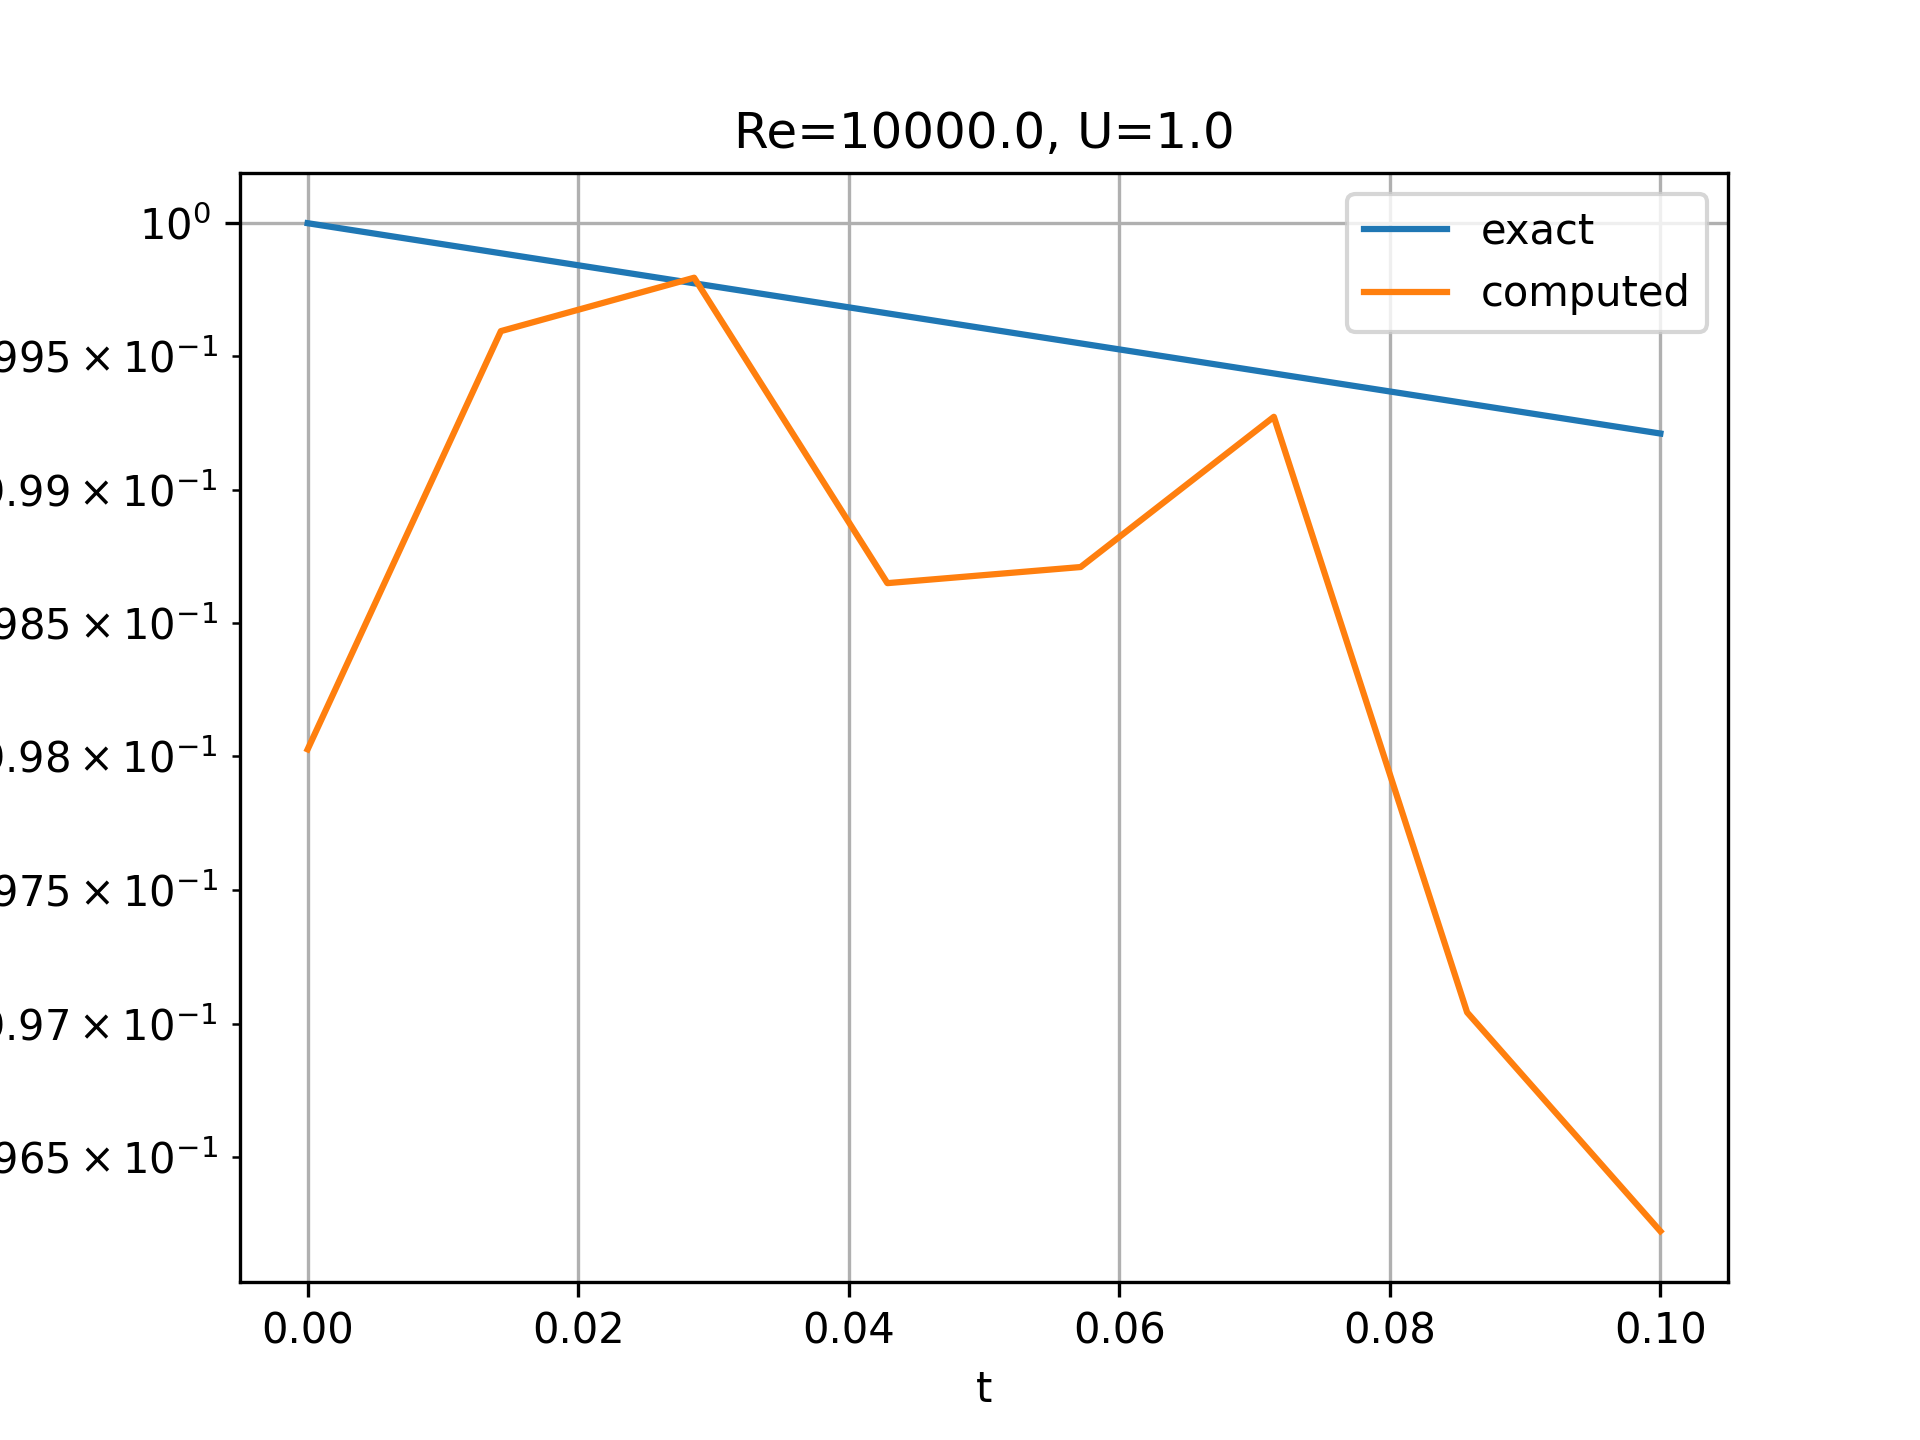 Re=10000.0, U=1.0
exact
computed
10⁰
995 × 10⁻¹
.99 × 10⁻¹
985 × 10⁻¹
.98 × 10⁻¹
975 × 10⁻¹
.97 × 10⁻¹
965 × 10⁻¹
0.00 0.02 0.04 0.06 0.08 0.10
t